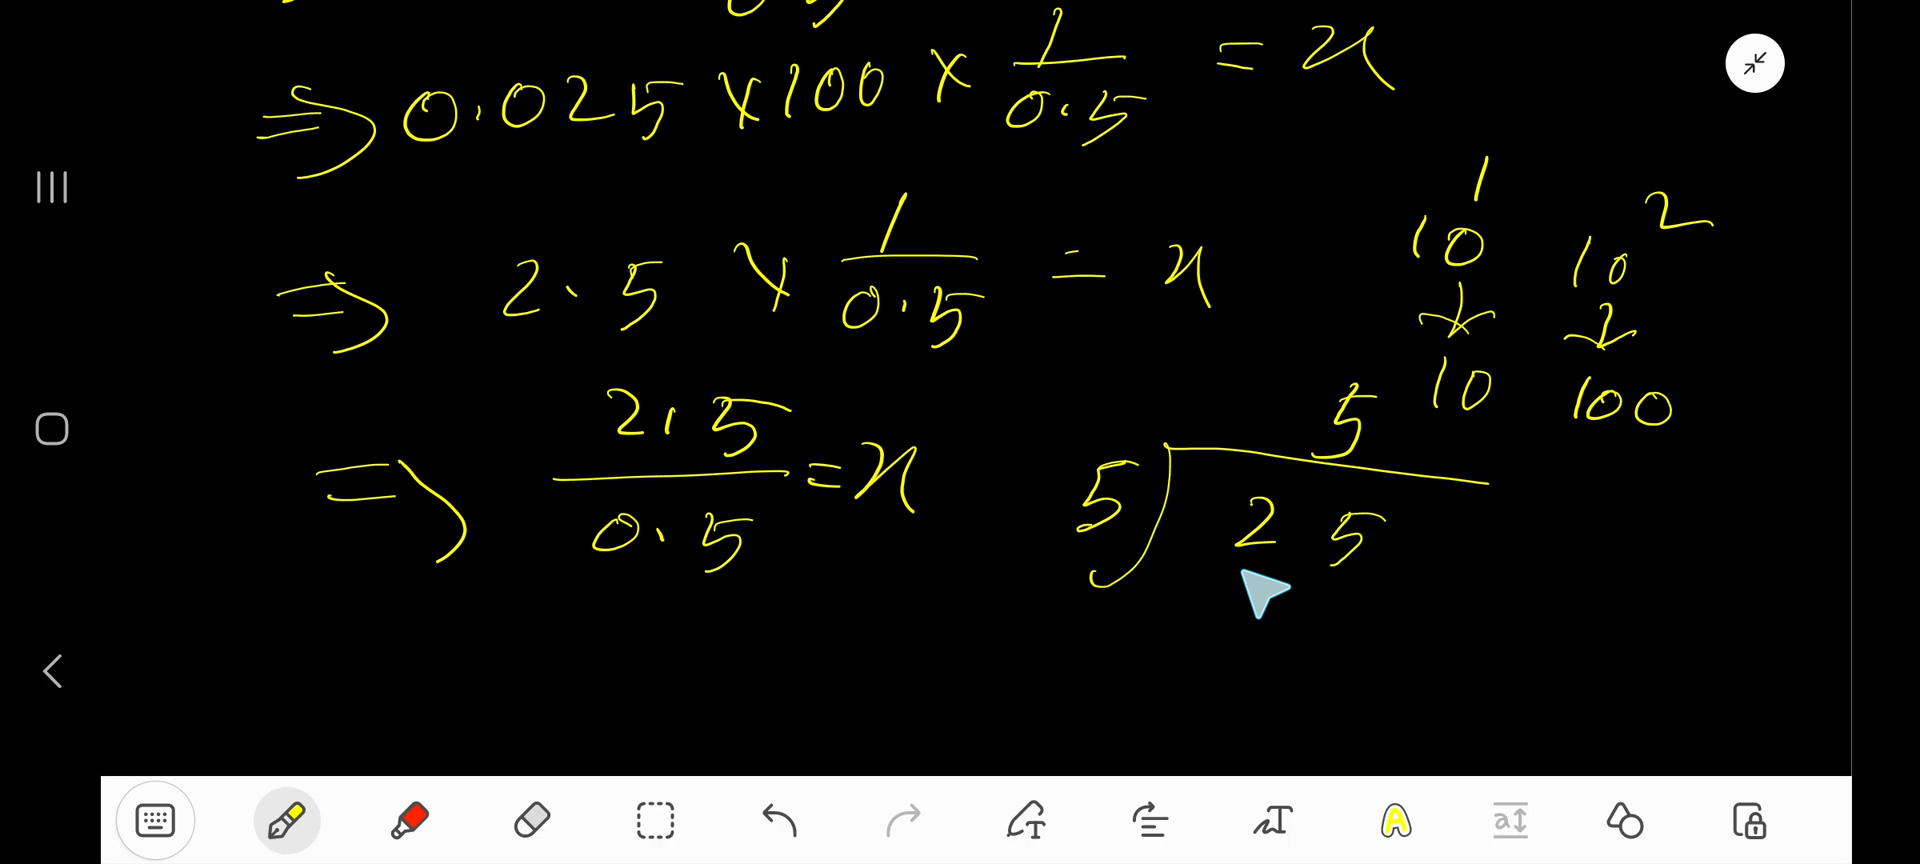 ⇒ 0.025 × 100 × 1/0.5 = x
⇒ 2.5 × 1/0.5 = x
10^1 10^2
↓ ↓
10 100
⇒ 2.5/0.5 = x
5
5 ) 25